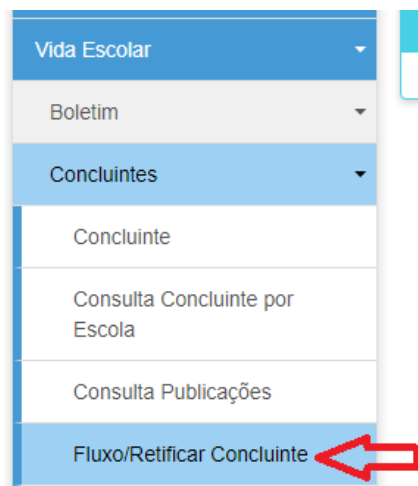 Vida Escolar
Boletim
Concluintes
Concluinte
Consulta Concluinte por
Escola
Consulta Publicações
Fluxo/Retificar Concluinte